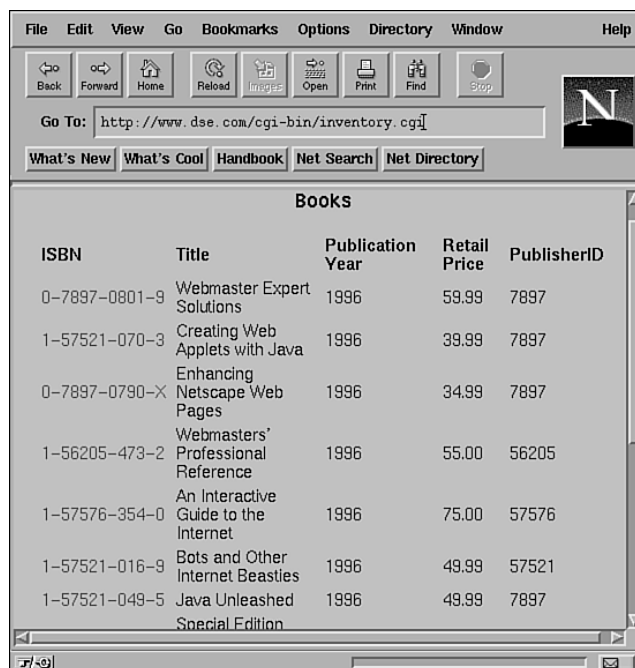 File Edit View Go Bookmarks Options Directory Window Help
Back Forward Home Reload Images Open Print Find Stop
Go To: http://www.dse.com/cgi-bin/inventory.cgi
N
What's New What's Cool Handbook Net Search Net Directory
Books
ISBN Title Publication Year Retail Price PublisherID
0-7897-0801-9 Webmaster Expert Solutions 1996 59.99 7897
1-57521-070-3 Creating Web Applets with Java 1996 39.99 7897
0-7897-0790-X Enhancing Netscape Web Pages 1996 34.99 7897
1-56205-473-2 Webmasters' Professional Reference 1996 55.00 56205
1-57576-354-0 An Interactive Guide to the Internet 1996 75.00 57576
1-57521-016-9 Bots and Other Internet Beasties 1996 49.99 57521
1-57521-049-5 Java Unleashed 1996 49.99 7897
Special Edition